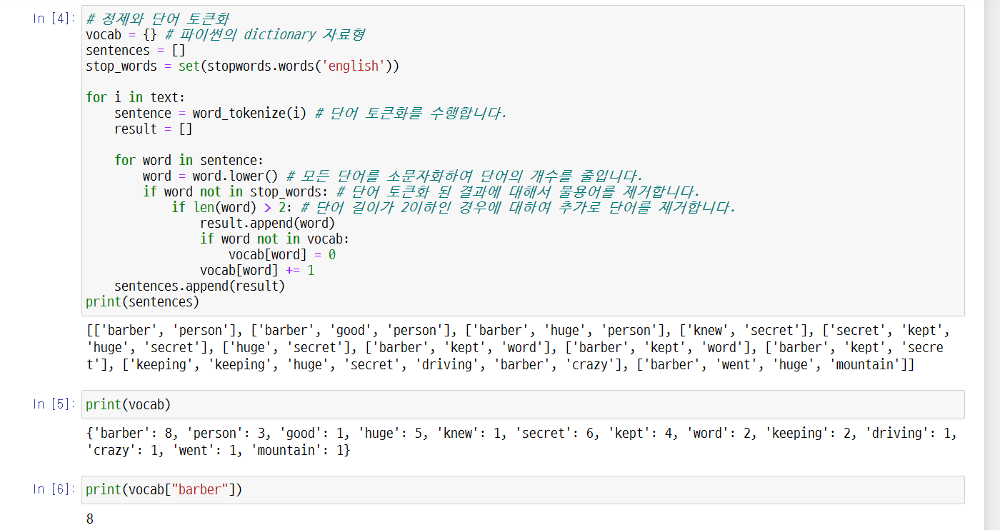 In [4]: # 정제와 단어 토큰화
vocab = {} # 파이썬의 dictionary 자료형
sentences = []
stop_words = set(stopwords.words('english'))
for i in text:
    sentence = word_tokenize(i) # 단어 토큰화를 수행합니다.
    result = []
    for word in sentence:
        word = word.lower() # 모든 단어를 소문자화하여 단어의 개수를 줄입니다.
        if word not in stop_words: # 단어 토큰화 된 결과에 대해서 불용어를 제거합니다.
            if len(word) > 2: # 단어 길이가 2이하인 경우에 대하여 추가로 단어를 제거합니다.
                result.append(word)
                if word not in vocab:
                    vocab[word] = 0
                vocab[word] += 1
    sentences.append(result)
print(sentences)
[['barber', 'person'], ['barber', 'good', 'person'], ['barber', 'huge', 'person'], ['knew', 'secret'], ['secret', 'kept',
'huge', 'secret'], ['huge', 'secret'], ['barber', 'kept', 'word'], ['barber', 'kept', 'word'], ['barber', 'kept', 'secre
t'], ['keeping', 'keeping', 'huge', 'secret', 'driving', 'barber', 'crazy'], ['barber', 'went', 'huge', 'mountain']]
In [5]: print(vocab)
{'barber': 8, 'person': 3, 'good': 1, 'huge': 5, 'knew': 1, 'secret': 6, 'kept': 4, 'word': 2, 'keeping': 2, 'driving': 1,
'crazy': 1, 'went': 1, 'mountain': 1}
In [6]: print(vocab["barber"])
8